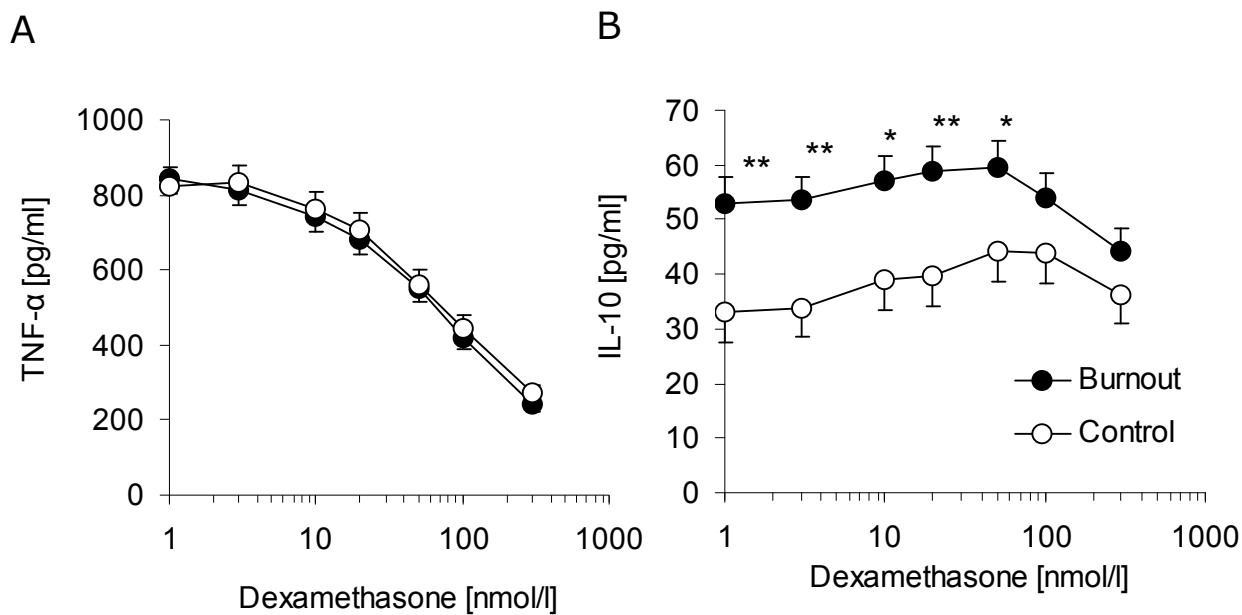 A
1000
800
600
400
200
0
TNF-α [pg/ml]
1 10 100 1000
Dexamethasone [nmol/l]
B
70
60
50
40
30
20
10
0
IL-10 [pg/ml]
** ** * ** *
Burnout
Control
1 10 100 1000
Dexamethasone [nmol/l]